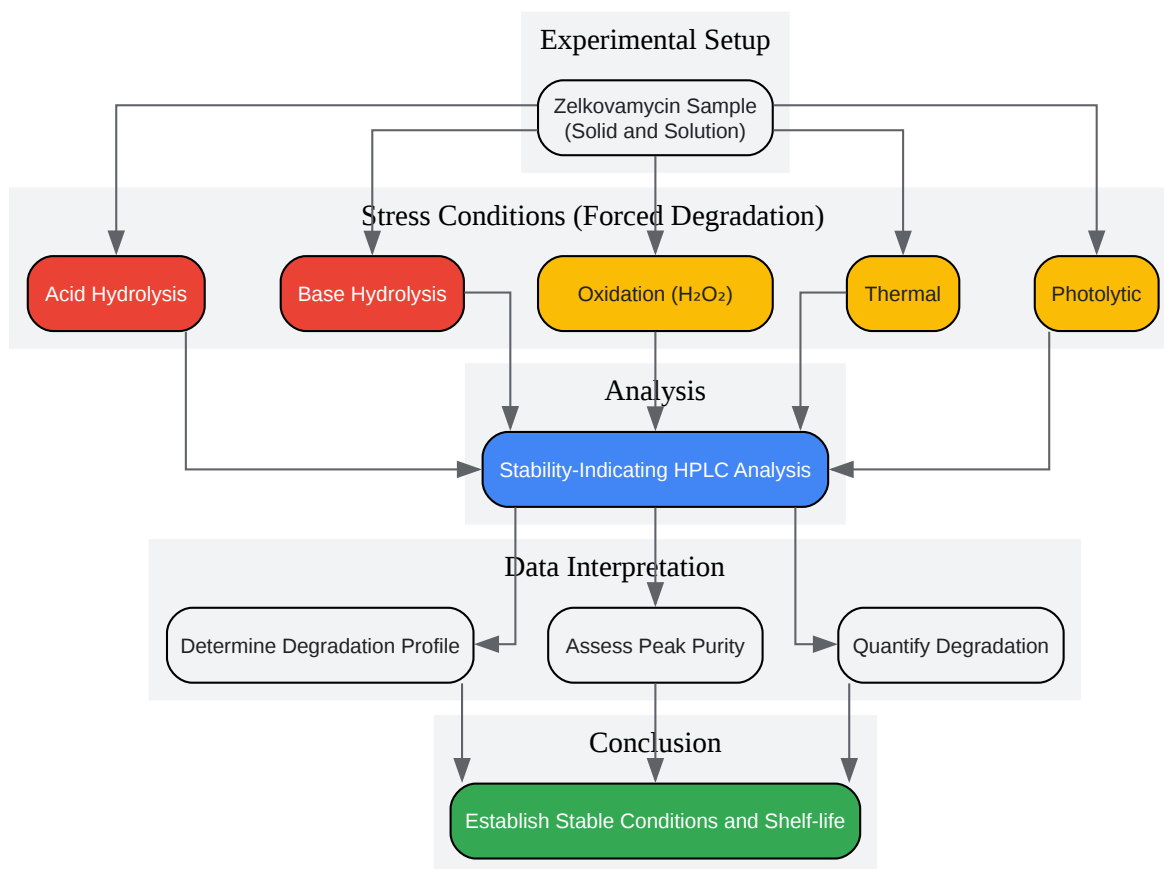 Experimental Setup
Zelkovamycin Sample
(Solid and Solution)
Stress Conditions (Forced Degradation)
Acid Hydrolysis
Base Hydrolysis
Oxidation (H₂O₂)
Thermal
Photolytic
Analysis
Stability-Indicating HPLC Analysis
Data Interpretation
Determine Degradation Profile
Assess Peak Purity
Quantify Degradation
Conclusion
Establish Stable Conditions and Shelf-life